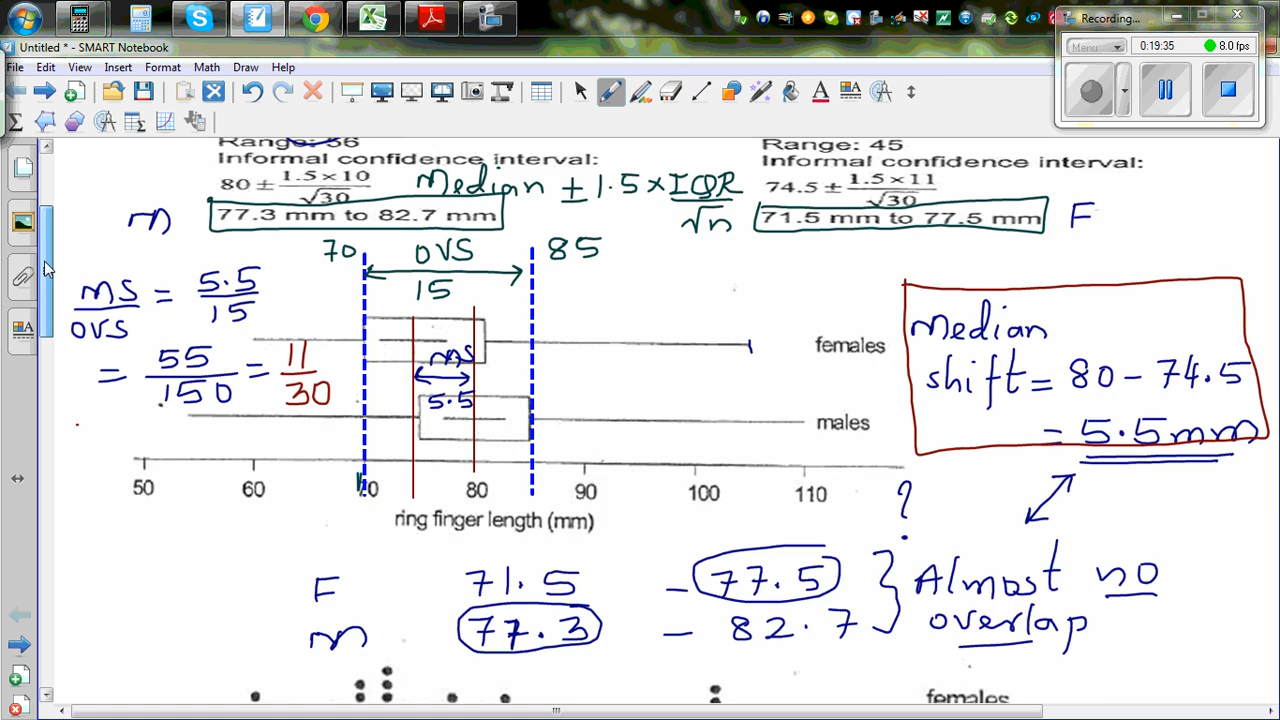 Recording...
Untitled * - SMART Notebook
Menu
0:19:35
8.0 fps
File Edit View Insert Format Math Draw Help
Range: 36
Range: 45
Informal confidence interval:
Informal confidence interval:
80 ± 1.5 × 10 / √30
Median ± 1.5 × IQR / √n
74.5 ± 1.5 × 11 / √30
m
77.3 mm to 82.7 mm
71.5 mm to 77.5 mm
F
70
OVS
85
15
ms / OVS = 5.5 / 15
= 55 / 150 = 11 / 30
ms
5.5
females
males
Median
shift = 80 - 74.5
= 5.5mm
50 60 70 80 90 100 110
ring finger length (mm)
?
F 71.5 - 77.5
m 77.3 - 82.7
} Almost no
overlap
females